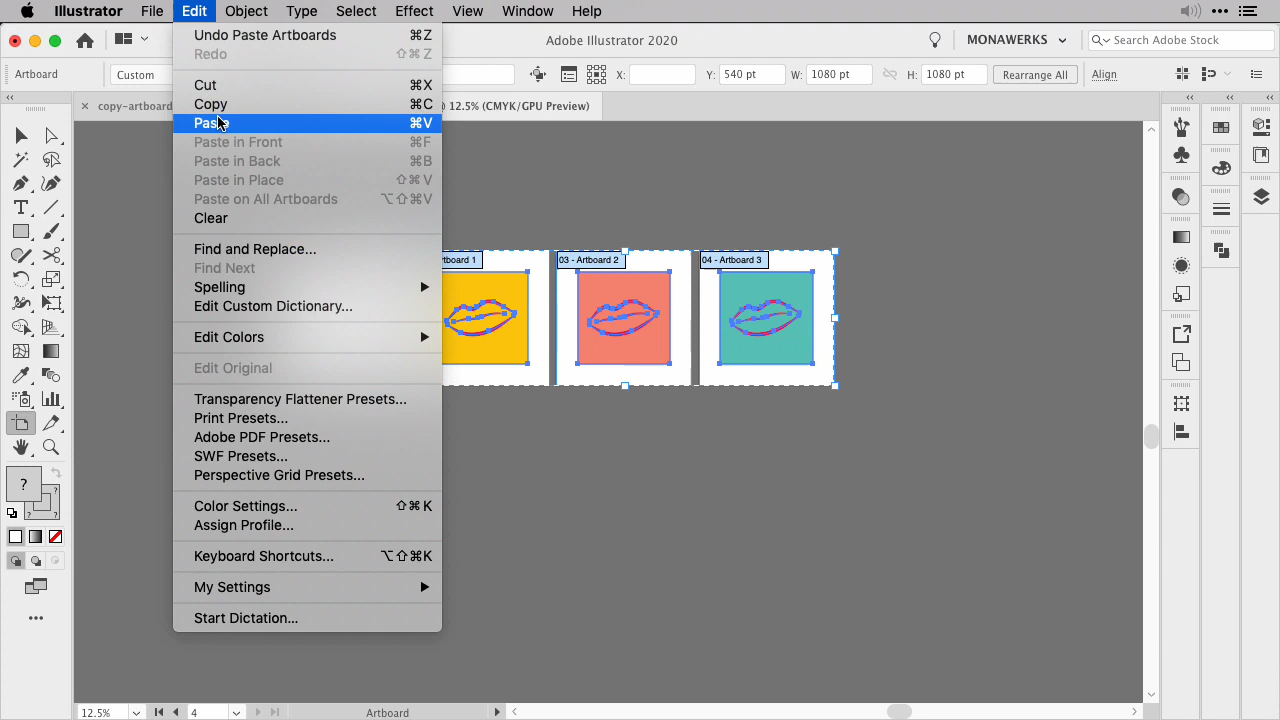 Illustrator File Edit Object Type Select Effect View Window Help
Adobe Illustrator 2020
MONAWERKS
Search Adobe Stock
Artboard
Custom
X:
Y: 540 pt
W: 1080 pt
H: 1080 pt
Rearrange All
Align
copy-artboard
@ 12.5% (CMYK/GPU Preview)
Undo Paste Artboards ⌘Z
Redo ⇧⌘Z
Cut ⌘X
Copy ⌘C
Paste ⌘V
Paste in Front ⌘F
Paste in Back ⌘B
Paste in Place ⇧⌘V
Paste on All Artboards ⌥⇧⌘V
Clear
Find and Replace...
Find Next
Spelling
Edit Custom Dictionary...
Edit Colors
Edit Original
Transparency Flattener Presets...
Print Presets...
Adobe PDF Presets...
SWF Presets...
Perspective Grid Presets...
Color Settings... ⇧⌘K
Assign Profile...
Keyboard Shortcuts... ⌥⇧⌘K
My Settings
Start Dictation...
rtboard 1
03 - Artboard 2
04 - Artboard 3
?
?
?
12.5%
4
Artboard